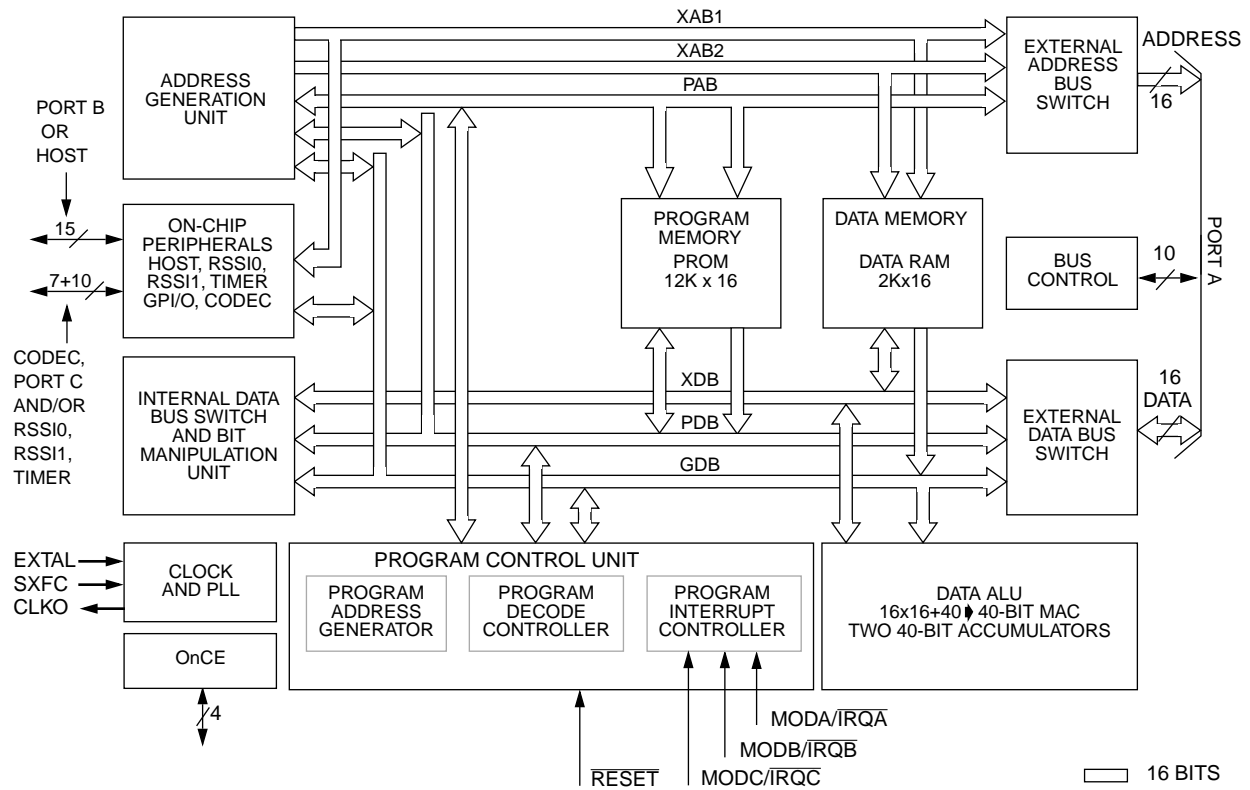 XAB1
XAB2
PAB
ADDRESS
GENERATION
UNIT
EXTERNAL
ADDRESS
BUS
SWITCH
ADDRESS
16
PORT B
OR
HOST
15
7+10
ON-CHIP
PERIPHERALS
HOST, RSSI0,
RSSI1, TIMER
GPI/O, CODEC
PROGRAM
MEMORY
PROM
12K x 16
DATA MEMORY
DATA RAM
2Kx16
BUS
CONTROL
10
PORT A
CODEC,
PORT C
AND/OR
RSSI0,
RSSI1,
TIMER
INTERNAL DATA
BUS SWITCH
AND BIT
MANIPULATION
UNIT
XDB
PDB
GDB
EXTERNAL
DATA BUS
SWITCH
16
DATA
EXTAL
SXFC
CLKO
CLOCK
AND PLL
OnCE
4
PROGRAM CONTROL UNIT
PROGRAM
ADDRESS
GENERATOR
PROGRAM
DECODE
CONTROLLER
PROGRAM
INTERRUPT
CONTROLLER
DATA ALU
16x16+40 ➧ 40-BIT MAC
TWO 40-BIT ACCUMULATORS
MODA/IRQA
MODB/IRQB
MODC/IRQC
RESET
16 BITS